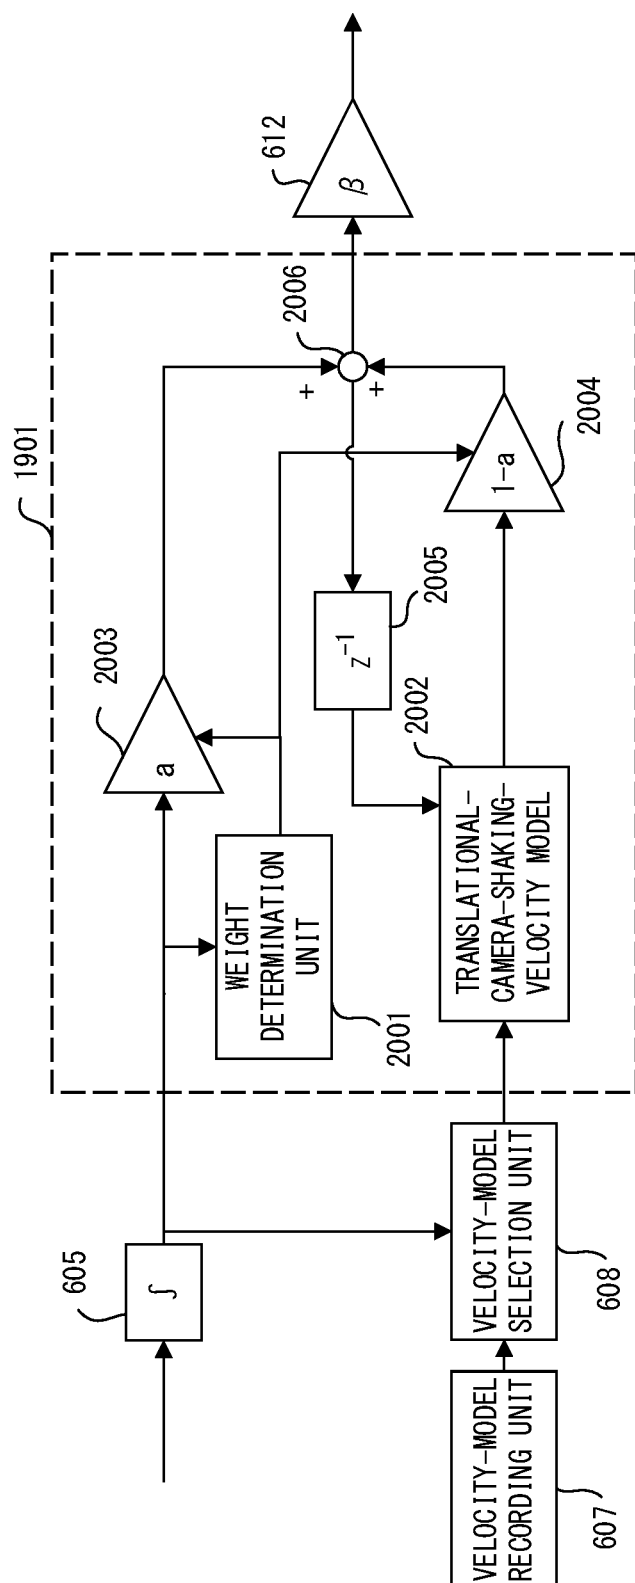 1901
605
∫
2003
a
WEIGHT
DETERMINATION
UNIT
2001
2006
+
+
612
β
z⁻¹
2005
2002
TRANSLATIONAL-
CAMERA-SHAKING-
VELOCITY MODEL
1-a
2004
VELOCITY-MODEL
RECORDING UNIT
607
VELOCITY-MODEL
SELECTION UNIT
608